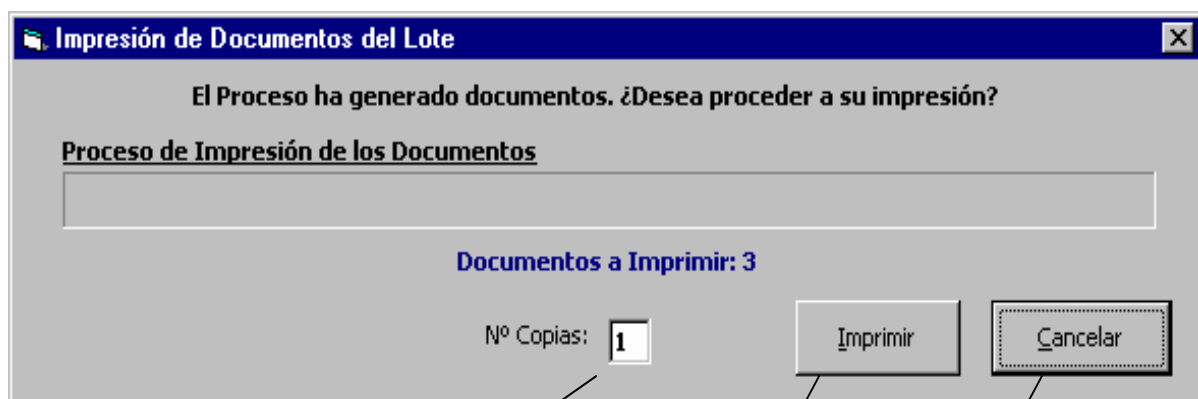 Impresión de Documentos del Lote
El Proceso ha generado documentos. ¿Desea proceder a su impresión?
Proceso de Impresión de los Documentos
Documentos a Imprimir: 3
Nº Copias: 1 Imprimir Cancelar